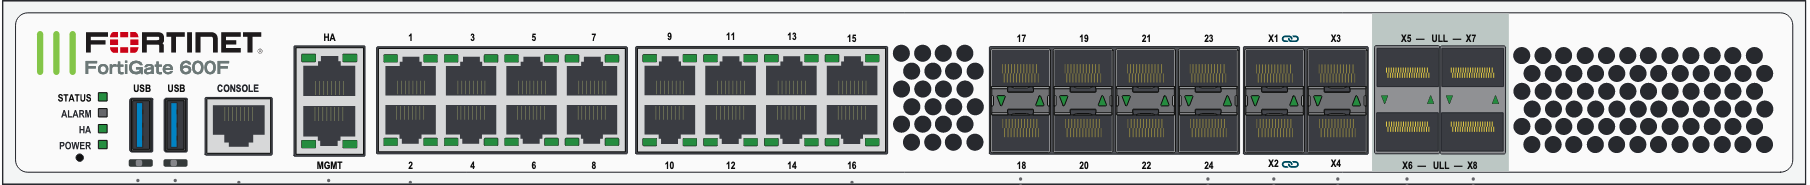 FORTINET
FortiGate 600F
STATUS
ALARM
HA
POWER
USB USB CONSOLE
HA
MGMT
1 3 5 7
2 4 6 8
9 11 13 15
10 12 14 16
17 19 21 23
18 20 22 24
X1 X3
X2 X4
X5 — ULL — X7
X6 — ULL — X8